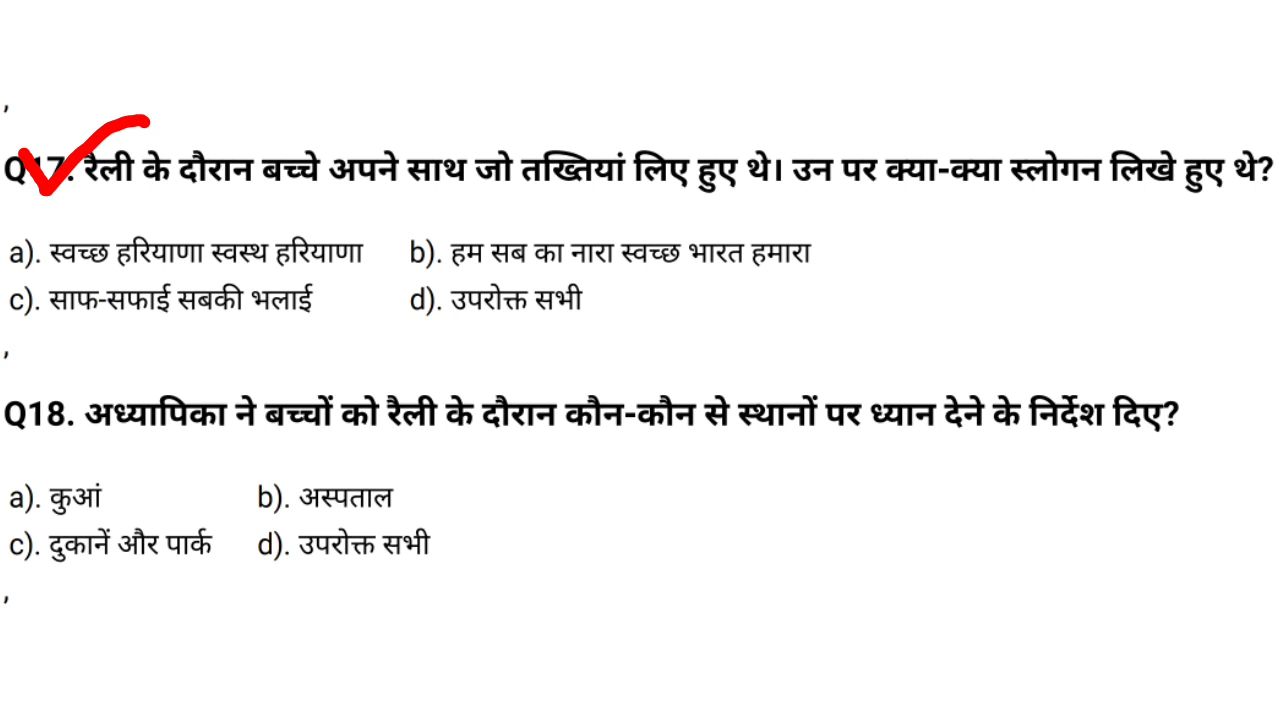 ,
Q17. रैली के दौरान बच्चे अपने साथ जो तख्तियां लिए हुए थे। उन पर क्या-क्या स्लोगन लिखे हुए थे?
a). स्वच्छ हरियाणा स्वस्थ हरियाणा b). हम सब का नारा स्वच्छ भारत हमारा
c). साफ-सफाई सबकी भलाई d). उपरोक्त सभी
,
Q18. अध्यापिका ने बच्चों को रैली के दौरान कौन-कौन से स्थानों पर ध्यान देने के निर्देश दिए?
a). कुआं b). अस्पताल
c). दुकानें और पार्क d). उपरोक्त सभी
,